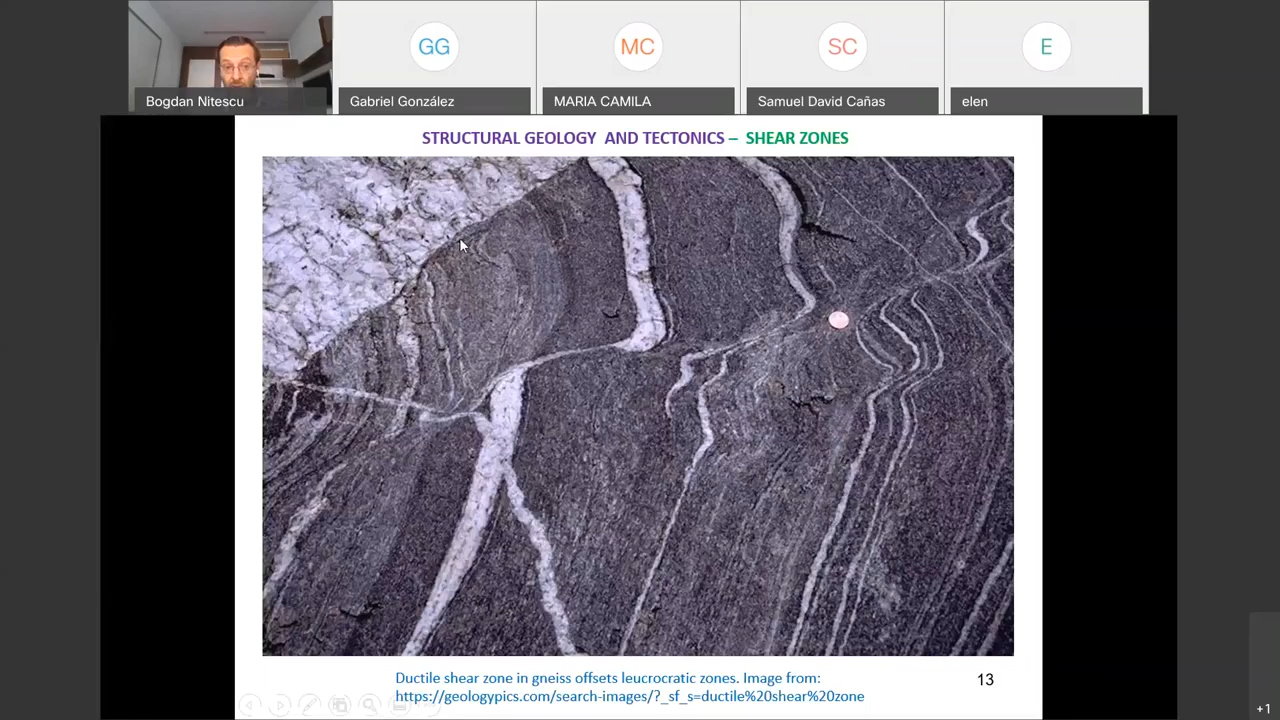 GG
MC
SC
E
Bogdan Nitescu
Gabriel González
MARIA CAMILA
Samuel David Cañas
elen
STRUCTURAL GEOLOGY AND TECTONICS – SHEAR ZONES
Ductile shear zone in gneiss offsets leucrocratic zones. Image from:
https://geologypics.com/search-images/?_sf_s=ductile%20shear%20zone
13
+1